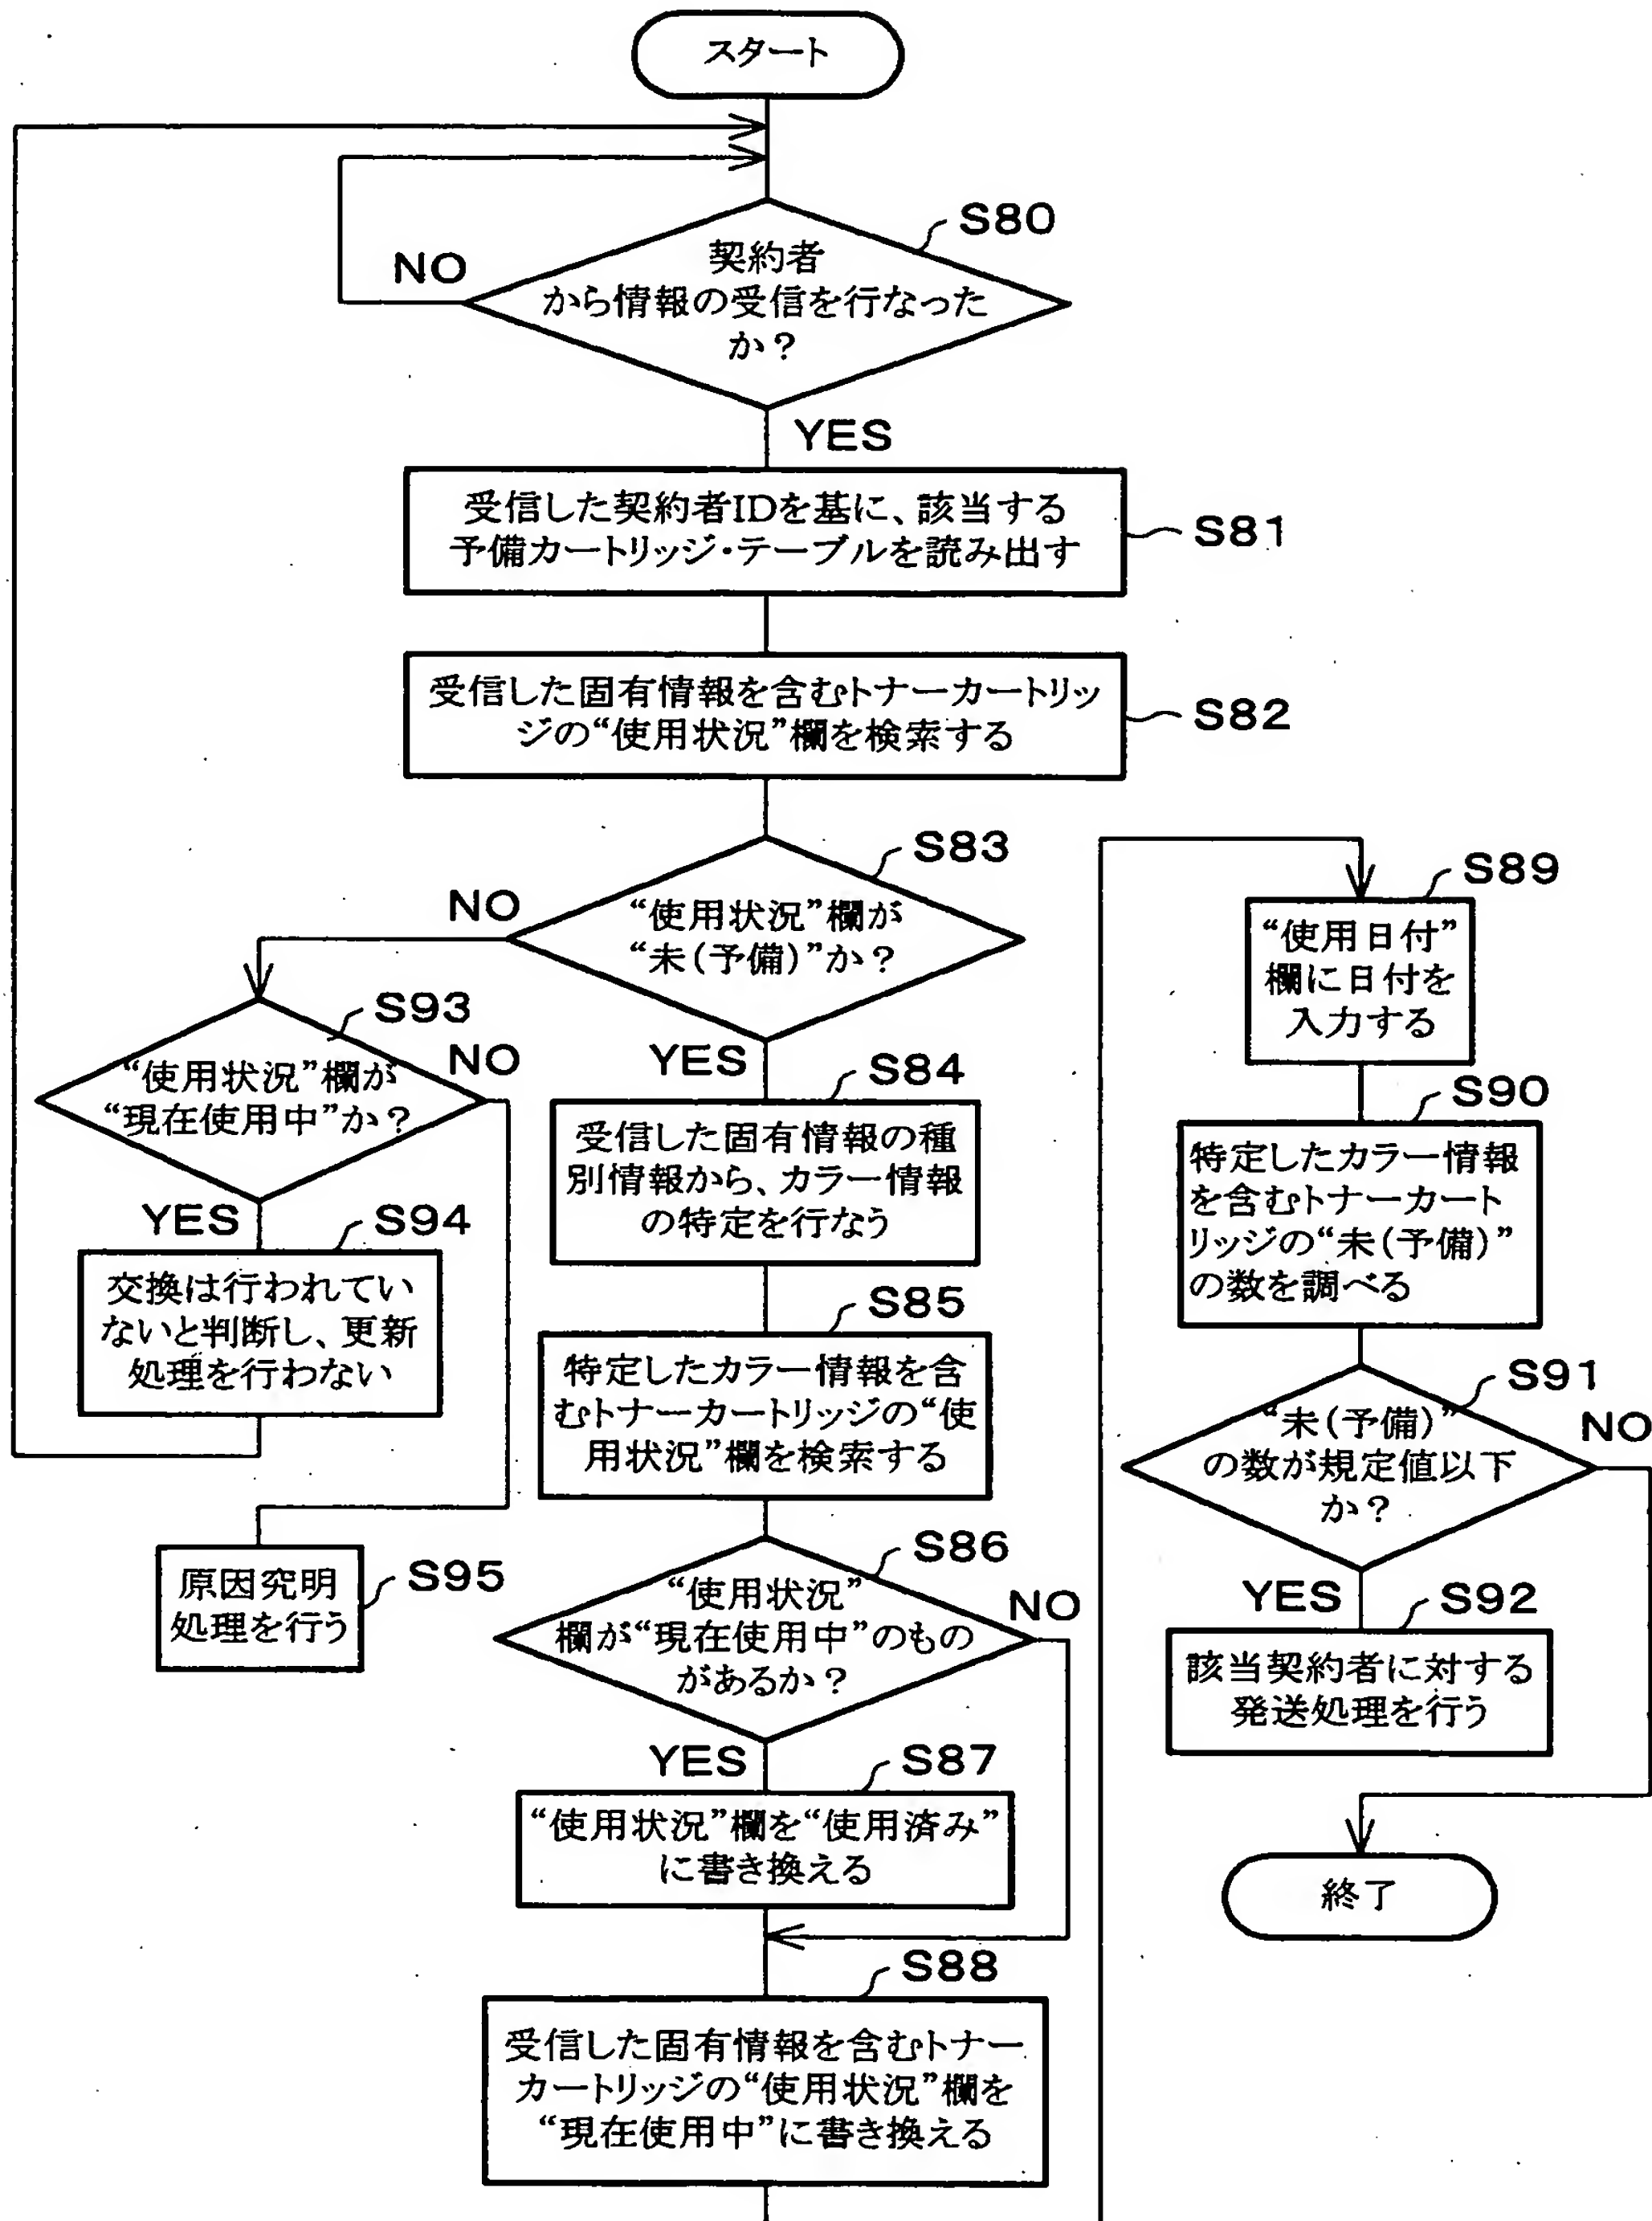 スタート
S80
NO
契約者
から情報の受信を行なった
か？
YES
受信した契約者IDを基に、該当する
予備カートリッジ・テーブルを読み出す
S81
受信した固有情報を含むトナーカートリッ
ジの“使用状況”欄を検索する
S82
S83
NO
“使用状況”欄が
“未(予備)”か？
YES
S93
NO
“使用状況”欄が
“現在使用中”か？
YES
S94
交換は行われてい
ないと判断し、更新
処理を行わない
原因究明
処理を行う
S95
S84
受信した固有情報の種
別情報から、カラー情報
の特定を行なう
S85
特定したカラー情報を含
むトナーカートリッジの“使
用状況”欄を検索する
S86
“使用状況”
欄が“現在使用中”のもの
があるか？
NO
YES
S87
“使用状況”欄を“使用済み”
に書き換える
S88
受信した固有情報を含むトナー
カートリッジの“使用状況”欄を
“現在使用中”に書き換える
S89
“使用日付”
欄に日付を
入力する
S90
特定したカラー情報
を含むトナーカート
リッジの“未(予備)”
の数を調べる
S91
“未(予備)”
の数が規定値以下
か？
NO
YES
S92
該当契約者に対する
発送処理を行う
終了